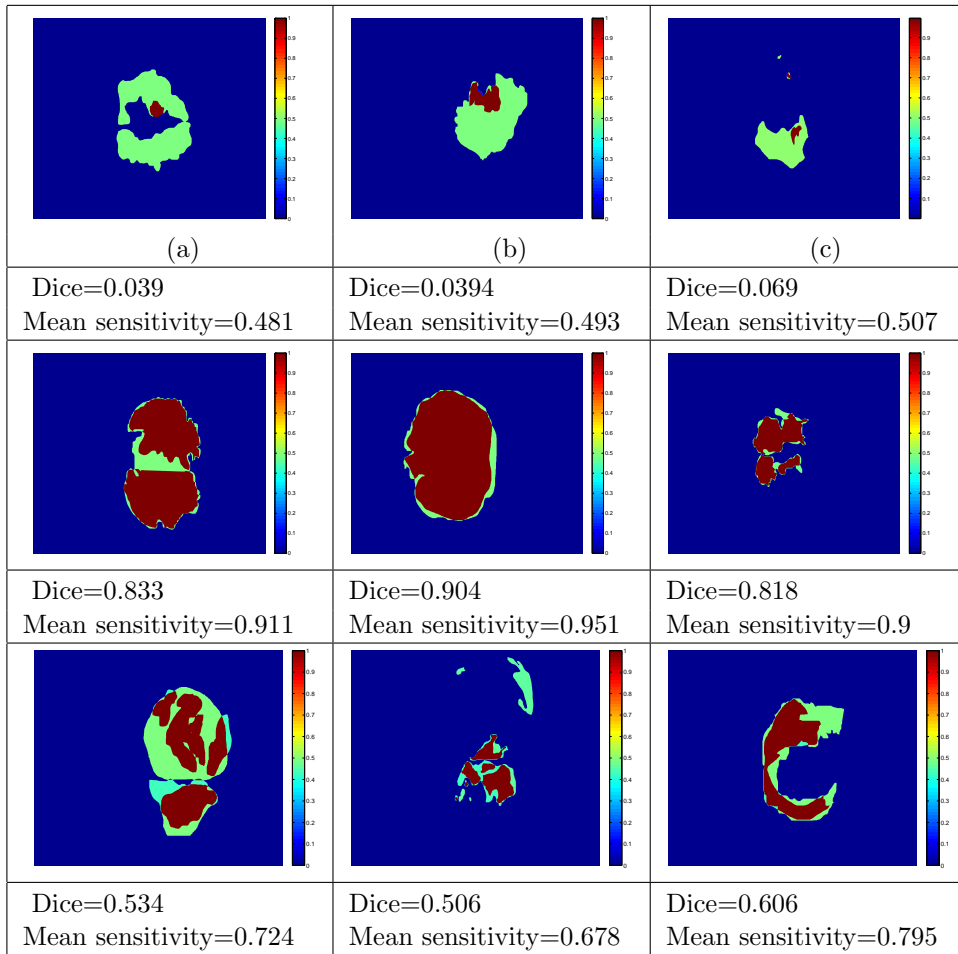 (a) (b) (c)
Dice=0.039 Dice=0.0394 Dice=0.069
Mean sensitivity=0.481 Mean sensitivity=0.493 Mean sensitivity=0.507
Dice=0.833 Dice=0.904 Dice=0.818
Mean sensitivity=0.911 Mean sensitivity=0.951 Mean sensitivity=0.9
Dice=0.534 Dice=0.506 Dice=0.606
Mean sensitivity=0.724 Mean sensitivity=0.678 Mean sensitivity=0.795